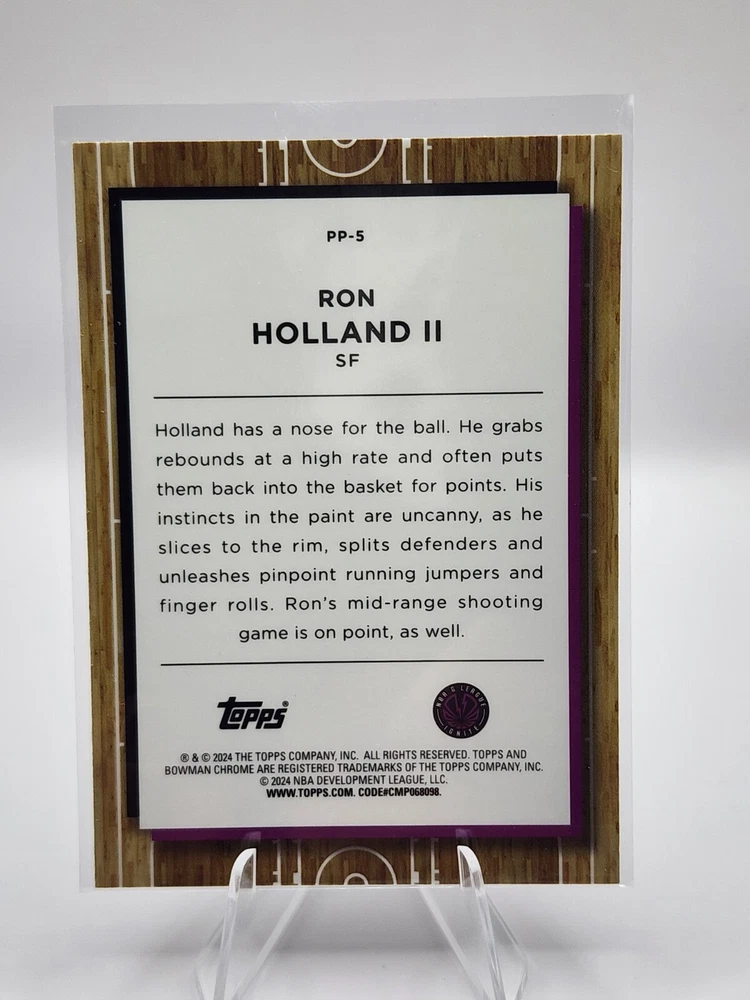 PP-5
RON
HOLLAND II
SF
Holland has a nose for the ball. He grabs
rebounds at a high rate and often puts
them back into the basket for points. His
instincts in the paint are uncanny, as he
slices to the rim, splits defenders and
unleashes pinpoint running jumpers and
finger rolls. Ron's mid-range shooting
game is on point, as well.
topps®
NBA G LEAGUE
IGNITE
® & © 2024 THE TOPPS COMPANY, INC. ALL RIGHTS RESERVED. TOPPS AND
BOWMAN CHROME ARE REGISTERED TRADEMARKS OF THE TOPPS COMPANY, INC.
© 2024 NBA DEVELOPMENT LEAGUE, LLC.
WWW.TOPPS.COM. CODE#CMP068098.